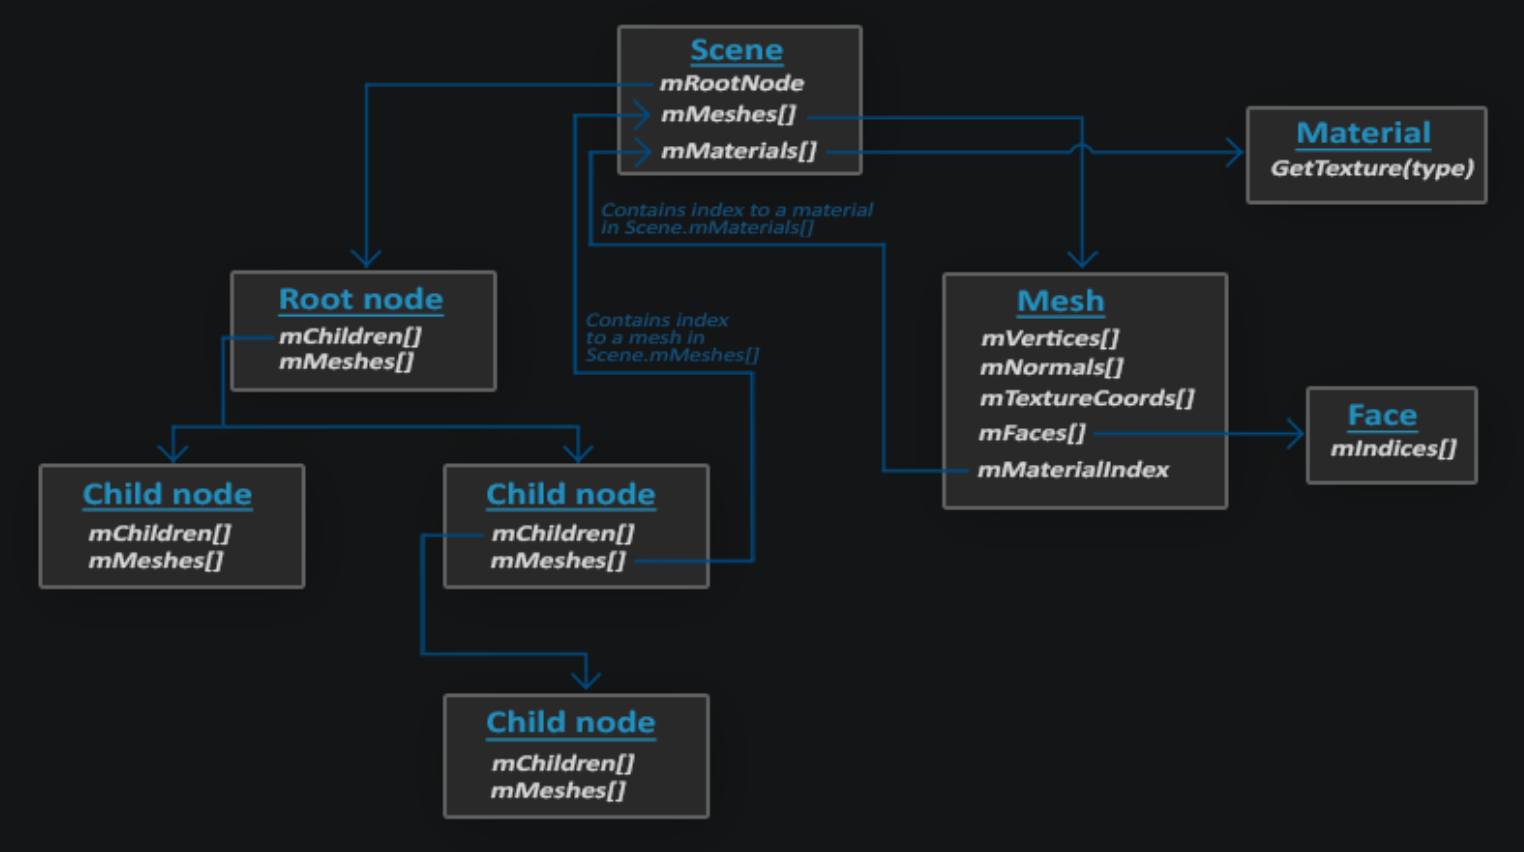 Scene
mRootNode
mMeshes[]
mMaterials[]
Material
GetTexture(type)
Contains index to a material
in Scene.mMaterials[]
Root node
mChildren[]
mMeshes[]
Contains index
to a mesh in
Scene.mMeshes[]
Mesh
mVertices[]
mNormals[]
mTextureCoords[]
mFaces[]
mMaterialIndex
Face
mIndices[]
Child node
mChildren[]
mMeshes[]
Child node
mChildren[]
mMeshes[]
Child node
mChildren[]
mMeshes[]